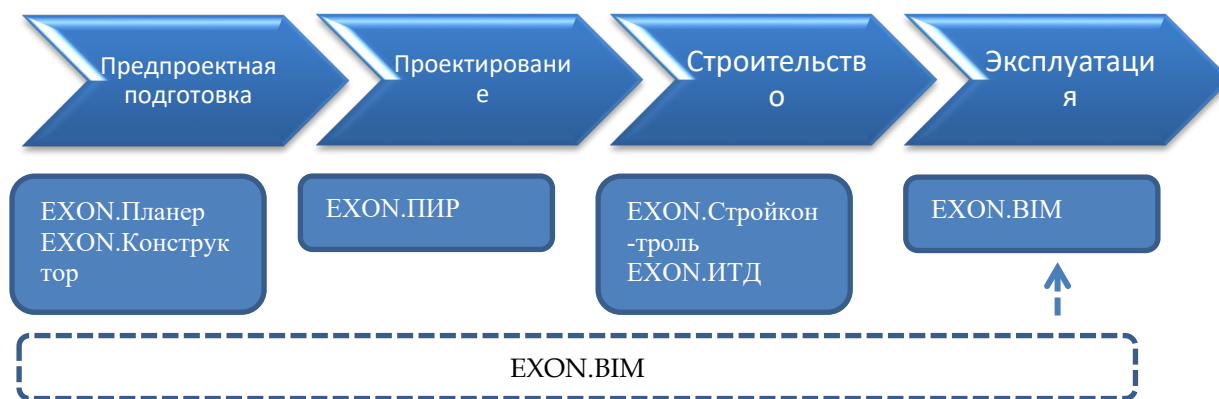 Предпроектная
подготовка
Проектировани
е
Строительств
о
Эксплуатаци
я
EXON.Планер
EXON.Конструк
тор
EXON.ПИР
EXON.Стройкон
-троль
EXON.ИТД
EXON.BIM
EXON.BIM